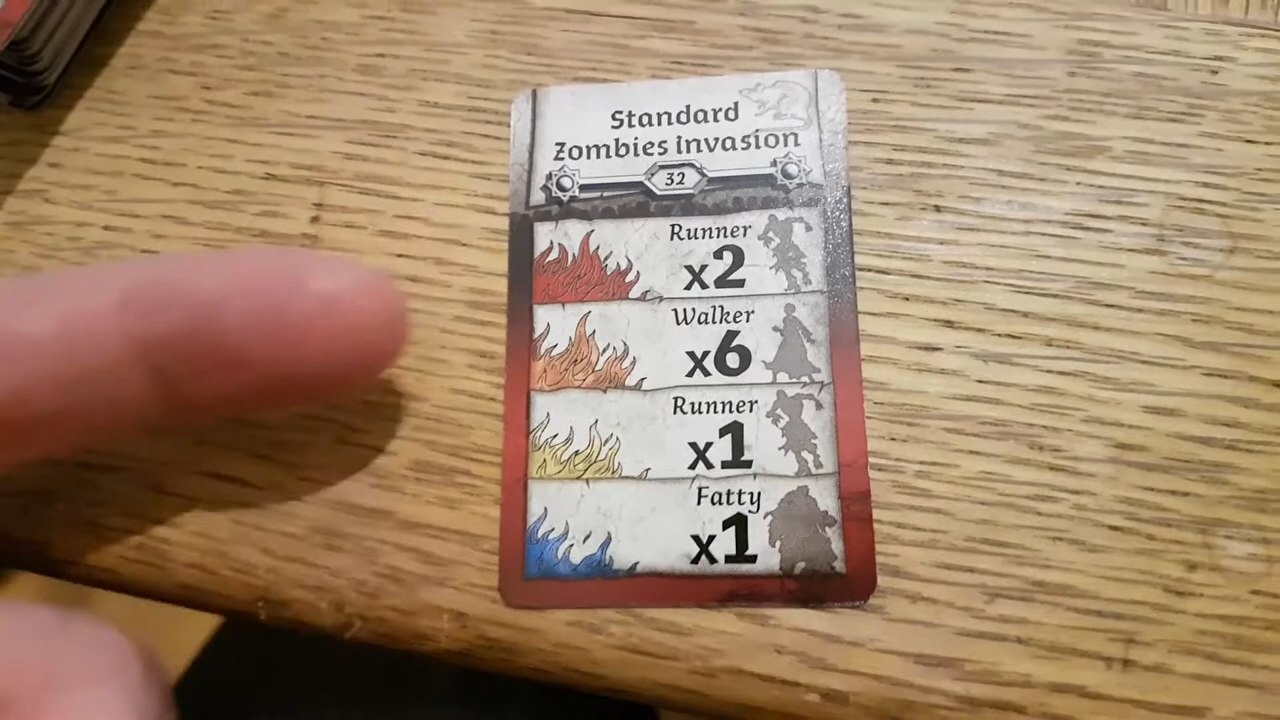 Standard
Zombies Invasion
32
Runner
x2
Walker
x6
Runner
x1
Fatty
x1